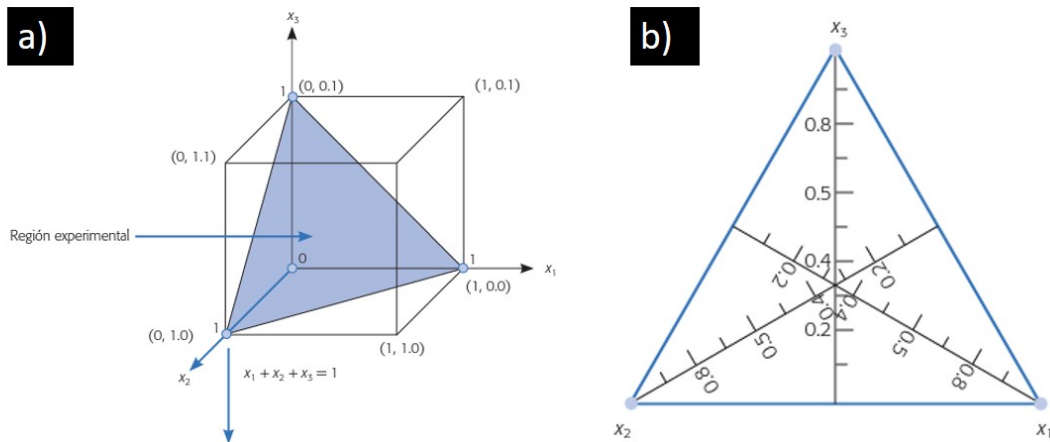 a)
x3
1
(0, 0.1)
(1, 0.1)
(0, 1.1)
Región experimental
0
1
x1
(1, 0.0)
(0, 1.0)
1
(1, 1.0)
x2
x1 + x2 + x3 = 1
b)
x3
0.8
0.5
0.4
0.2
0.2
0.4
0.5
0.8
0.2
0.4
0.5
0.8
x2
x1